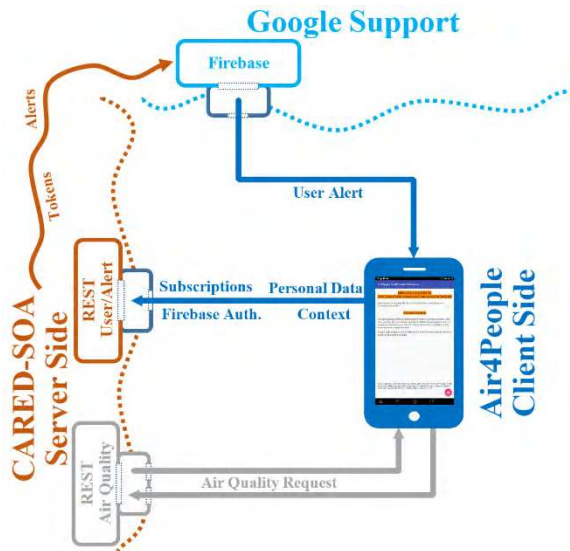 Google Support
Firebase
Alerts
Tokens
User Alert
CARED-SOA
Server Side
REST
User/Alert
Subscriptions
Firebase Auth.
Personal Data
Context
Air4People
Client Side
REST
Air Quality
Air Quality Request